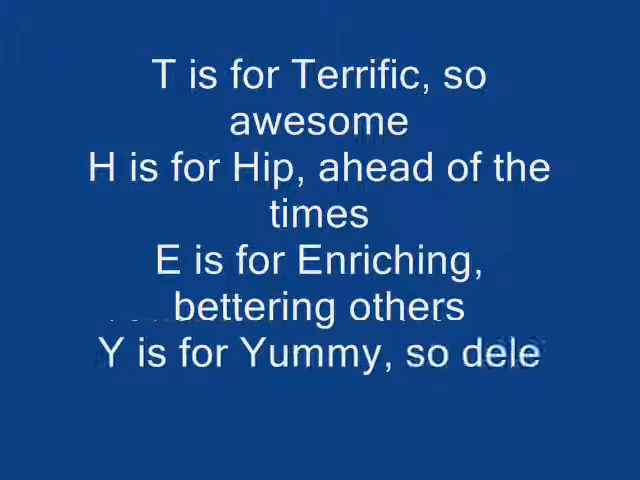 T is for Terrific, so
awesome
H is for Hip, ahead of the
times
E is for Enriching,
bettering others
Y is for Yummy, so dele